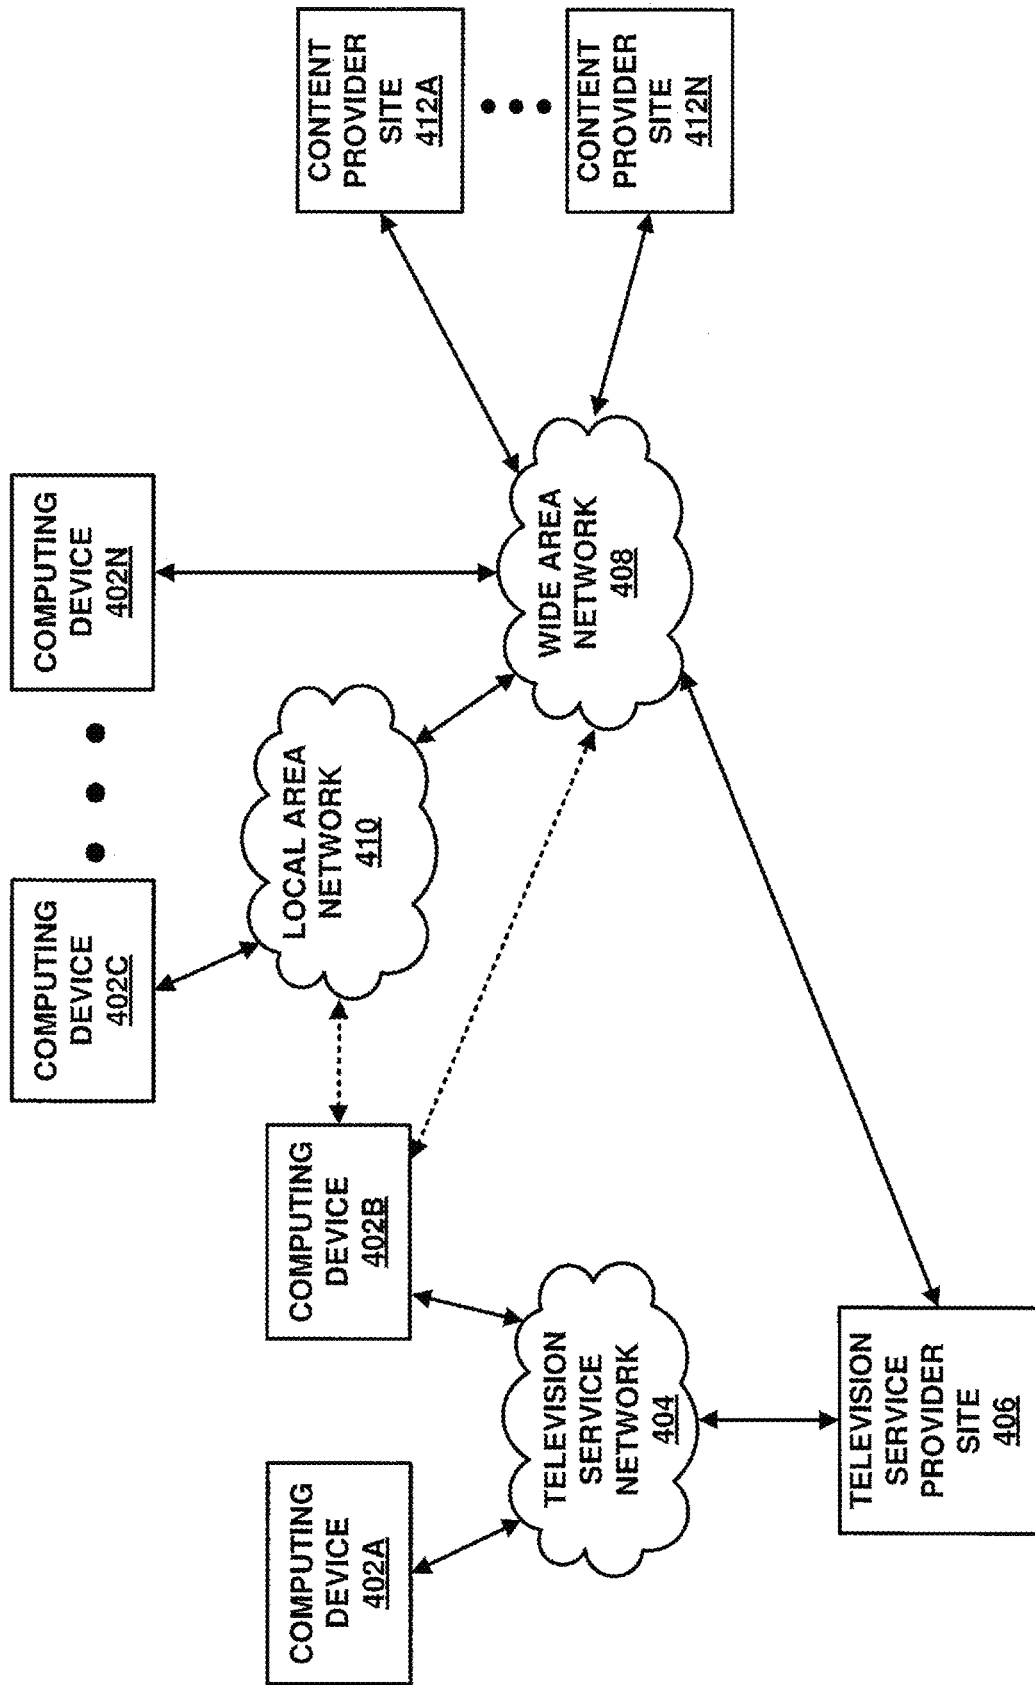 COMPUTING
DEVICE
402A
COMPUTING
DEVICE
402B
COMPUTING
DEVICE
402C
COMPUTING
DEVICE
402N
TELEVISION
SERVICE
NETWORK
404
LOCAL AREA
NETWORK
410
WIDE AREA
NETWORK
408
TELEVISION
SERVICE
PROVIDER
SITE
406
CONTENT
PROVIDER
SITE
412A
CONTENT
PROVIDER
SITE
412N